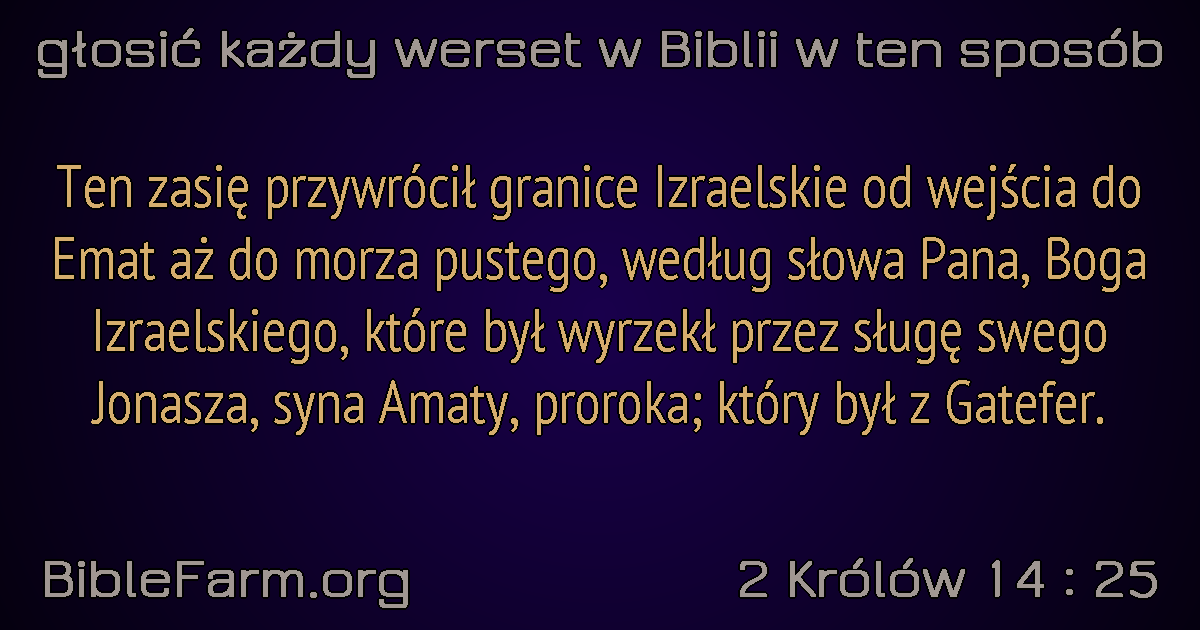 głosić każdy werset w Biblii w ten sposób
Ten zasię przywrócił granice Izraelskie od wejścia do
Emat aż do morza pustego, według słowa Pana, Boga
Izraelskiego, które był wyrzekł przez sługę swego
Jonasza, syna Amaty, proroka; który był z Gatefer.
BibleFarm.org
2 Królów 14 : 25